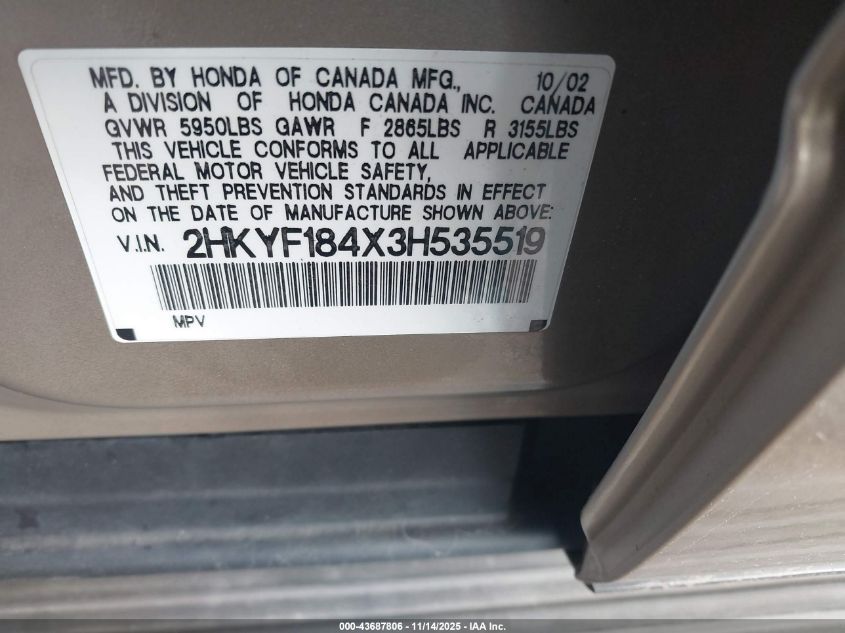 MFD. BY HONDA OF CANADA MFG., 10/02
A DIVISION OF HONDA CANADA INC. CANADA
GVWR 5950LBS GAWR F 2865LBS R 3155LBS
THIS VEHICLE CONFORMS TO ALL APPLICABLE
FEDERAL MOTOR VEHICLE SAFETY,
AND THEFT PREVENTION STANDARDS IN EFFECT
ON THE DATE OF MANUFACTURE SHOWN ABOVE:
V.I.N. 2HKYF184X3H535519
MPV
000-43687806 - 11/14/2025 - IAA Inc.